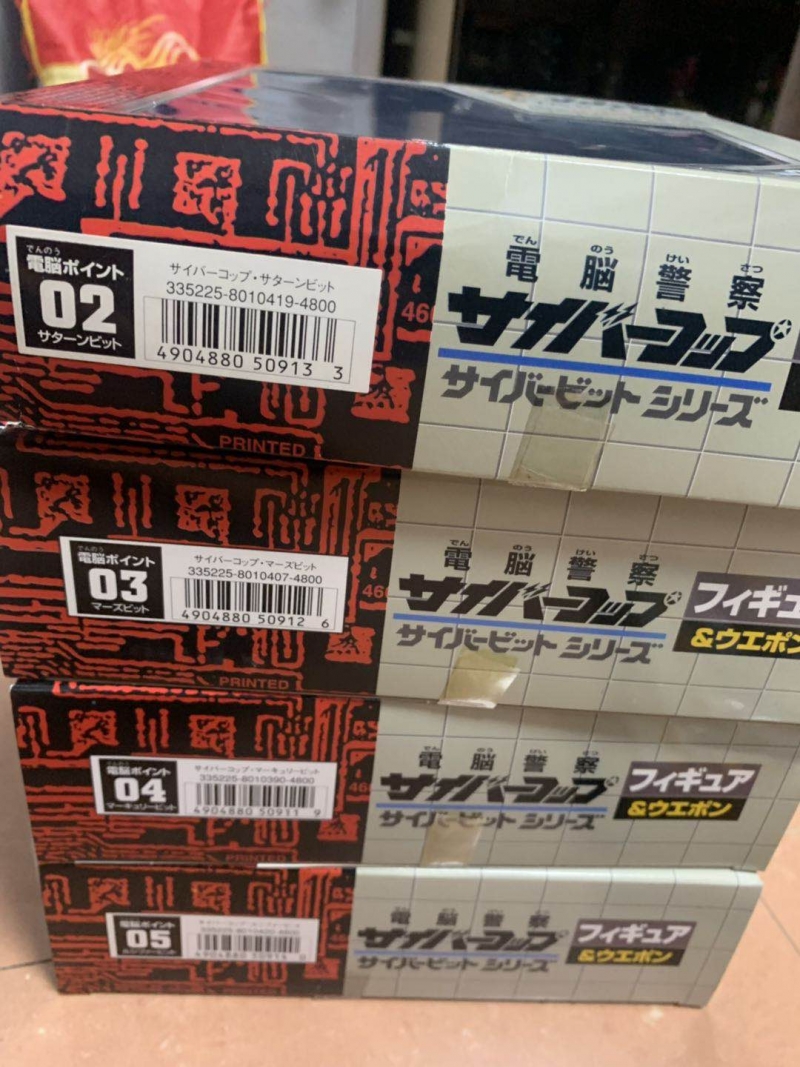 でんのう
電脳ポイント
02
サターンビット
サイバーコップ・サターンビット
335225-8010419-4800
4904880 50913 3
460
PRINTED
でん のう けい さつ
電脳警察
サイバーコップ
サイバービット シリーズ
でんのう
電脳ポイント
03
マーズビット
サイバーコップ・マーズビット
335225-8010407-4800
4904880 50912 6
46
PRINTED
でん のう けい さつ
電脳警察
サイバーコップ
サイバービット シリーズ
フィギュ
&ウエポン
電脳ポイント
04
マーキュリービット
サイバーコップ・マーキュリービット
335225-8010390-4800
4904880 50911 9
46
PRINTED
でん のう けい さつ
電脳警察
サイバーコップ
サイバービット シリーズ
フィギュア
&ウエポン
電脳ポイント
05
電脳警察
サイバーコップ
サイバービット シリーズ
フィギュア
&ウエポン